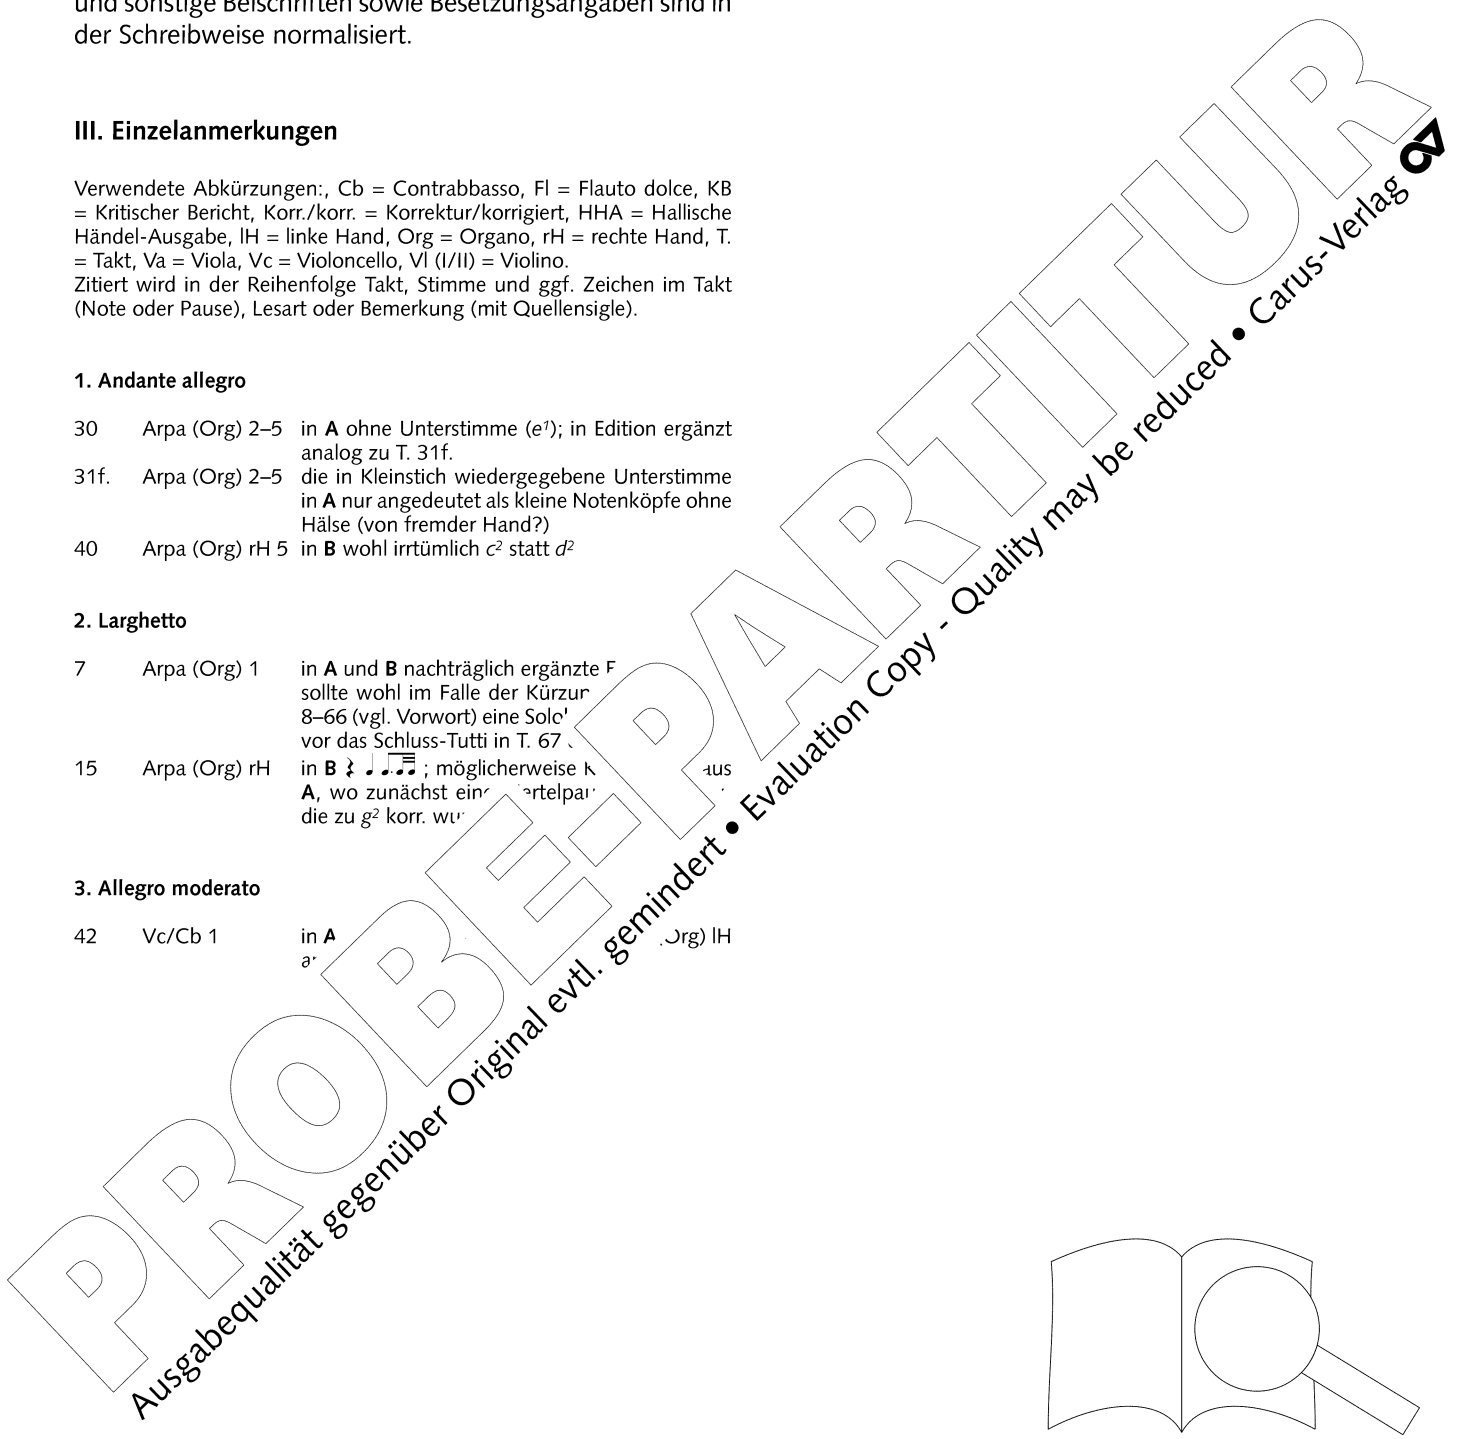 und sonstige Beischriften sowie Besetzungsangaben sind in
der Schreibweise normalisiert.
III. Einzelanmerkungen
Verwendete Abkürzungen:, Cb = Contrabbasso, Fl = Flauto dolce, KB
= Kritischer Bericht, Korr./korr. = Korrektur/korrigiert, HHA = Hallische
Händel-Ausgabe, lH = linke Hand, Org = Organo, rH = rechte Hand, T.
= Takt, Va = Viola, Vc = Violoncello, Vl (I/II) = Violino.
Zitiert wird in der Reihenfolge Takt, Stimme und ggf. Zeichen im Takt
(Note oder Pause), Lesart oder Bemerkung (mit Quellensigle).
1. Andante allegro
30 Arpa (Org) 2–5 in A ohne Unterstimme (e¹); in Edition ergänzt
analog zu T. 31f.
31f. Arpa (Org) 2–5 die in Kleinstich wiedergegebene Unterstimme
in A nur angedeutet als kleine Notenköpfe ohne
Hälse (von fremder Hand?)
40 Arpa (Org) rH 5 in B wohl irrtümlich c² statt d²
2. Larghetto
7 Arpa (Org) 1 in A und B nachträglich ergänzte
sollte wohl im Falle der
8–66 (vgl. Vorwort) eine
vor das Schluss-Tutti in T. 67
15 Arpa (Org) rH in B ; möglicherweise aus
A, wo zunächst
die zu g² korr.
3. Allegro moderato
42 Vc/Cb 1 in A lH
PROBE-PARTITUR
Ausgabequalität gegenüber Original evtl. gemindert • Evaluation Copy - Quality may be reduced • Carus-Verlag